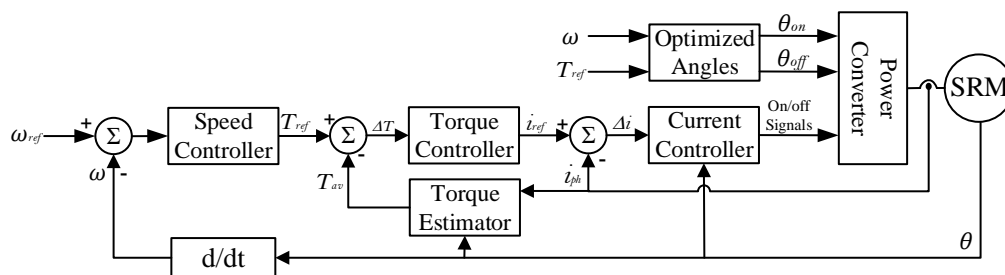 ω
T ref
Optimized
Angles
θon
θoff
Power
Converter
SRM
ωref
+
Σ
-
ω
Speed
Controller
Tref
+
Σ
-
ΔT
Tav
Torque
Controller
iref
+
Σ
-
Δi
iph
Current
Controller
On/off
Signals
Torque
Estimator
d/dt
θ